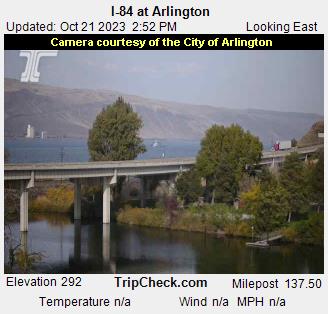 I-84 at Arlington
Updated: Oct 21 2023 2:52 PM Looking East
Camera courtesy of the City of Arlington
Elevation 292 TripCheck.com Milepost 137.50
Temperature n/a Wind n/a MPH n/a